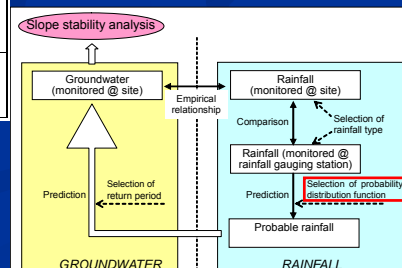 Slope stability analysis
Groundwater
(monitored @ site)
Empirical
relationship
Rainfall
(monitored @ site)
Comparison
Selection of
rainfall type
Rainfall (monitored @
rainfall gauging station)
Prediction
Selection of
return period
Prediction
Selection of probability
distribution function
Probable rainfall
GROUNDWATER
RAINFALL